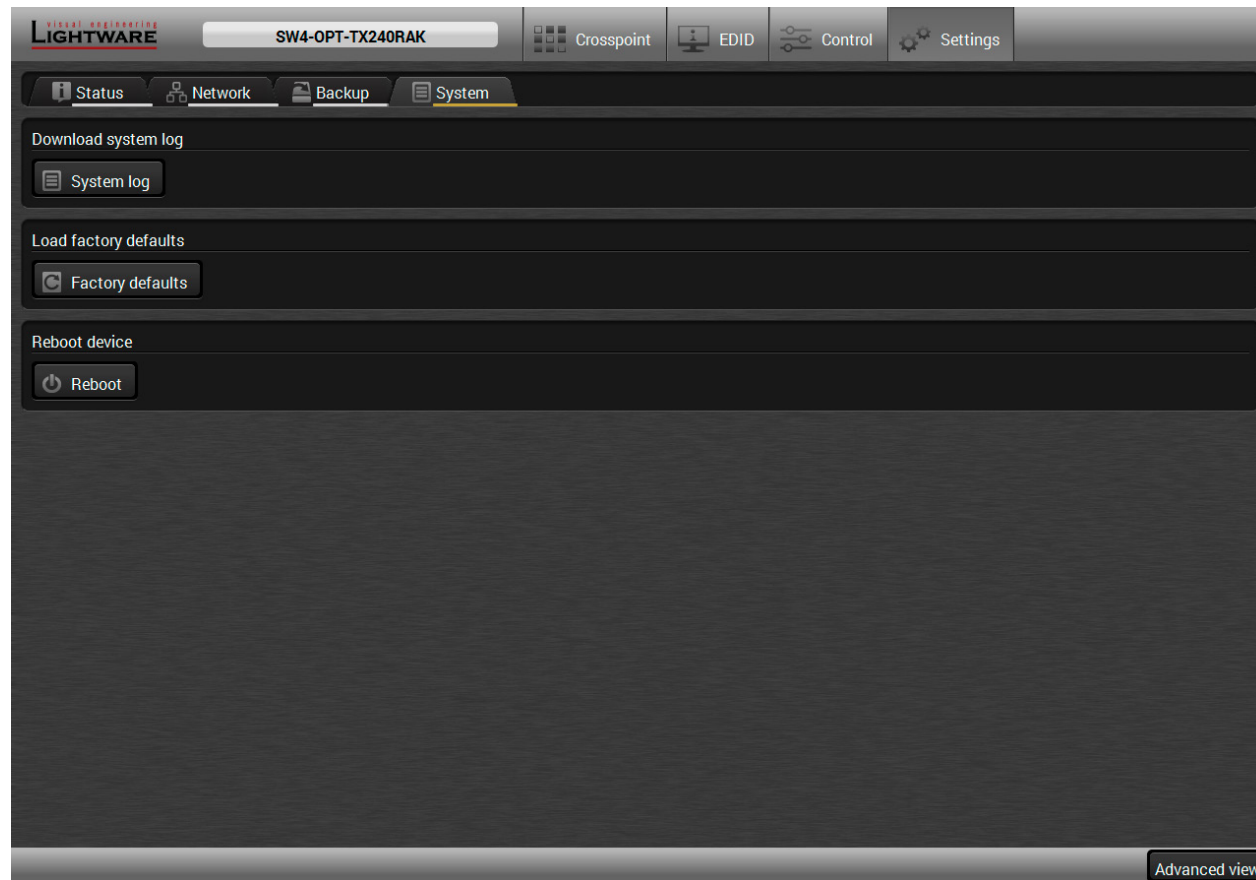 visual engineering
LIGHTWARE
SW4-OPT-TX240RAK
Crosspoint
EDID
Control
Settings
Status
Network
Backup
System
Download system log
System log
Load factory defaults
Factory defaults
Reboot device
Reboot
Advanced view